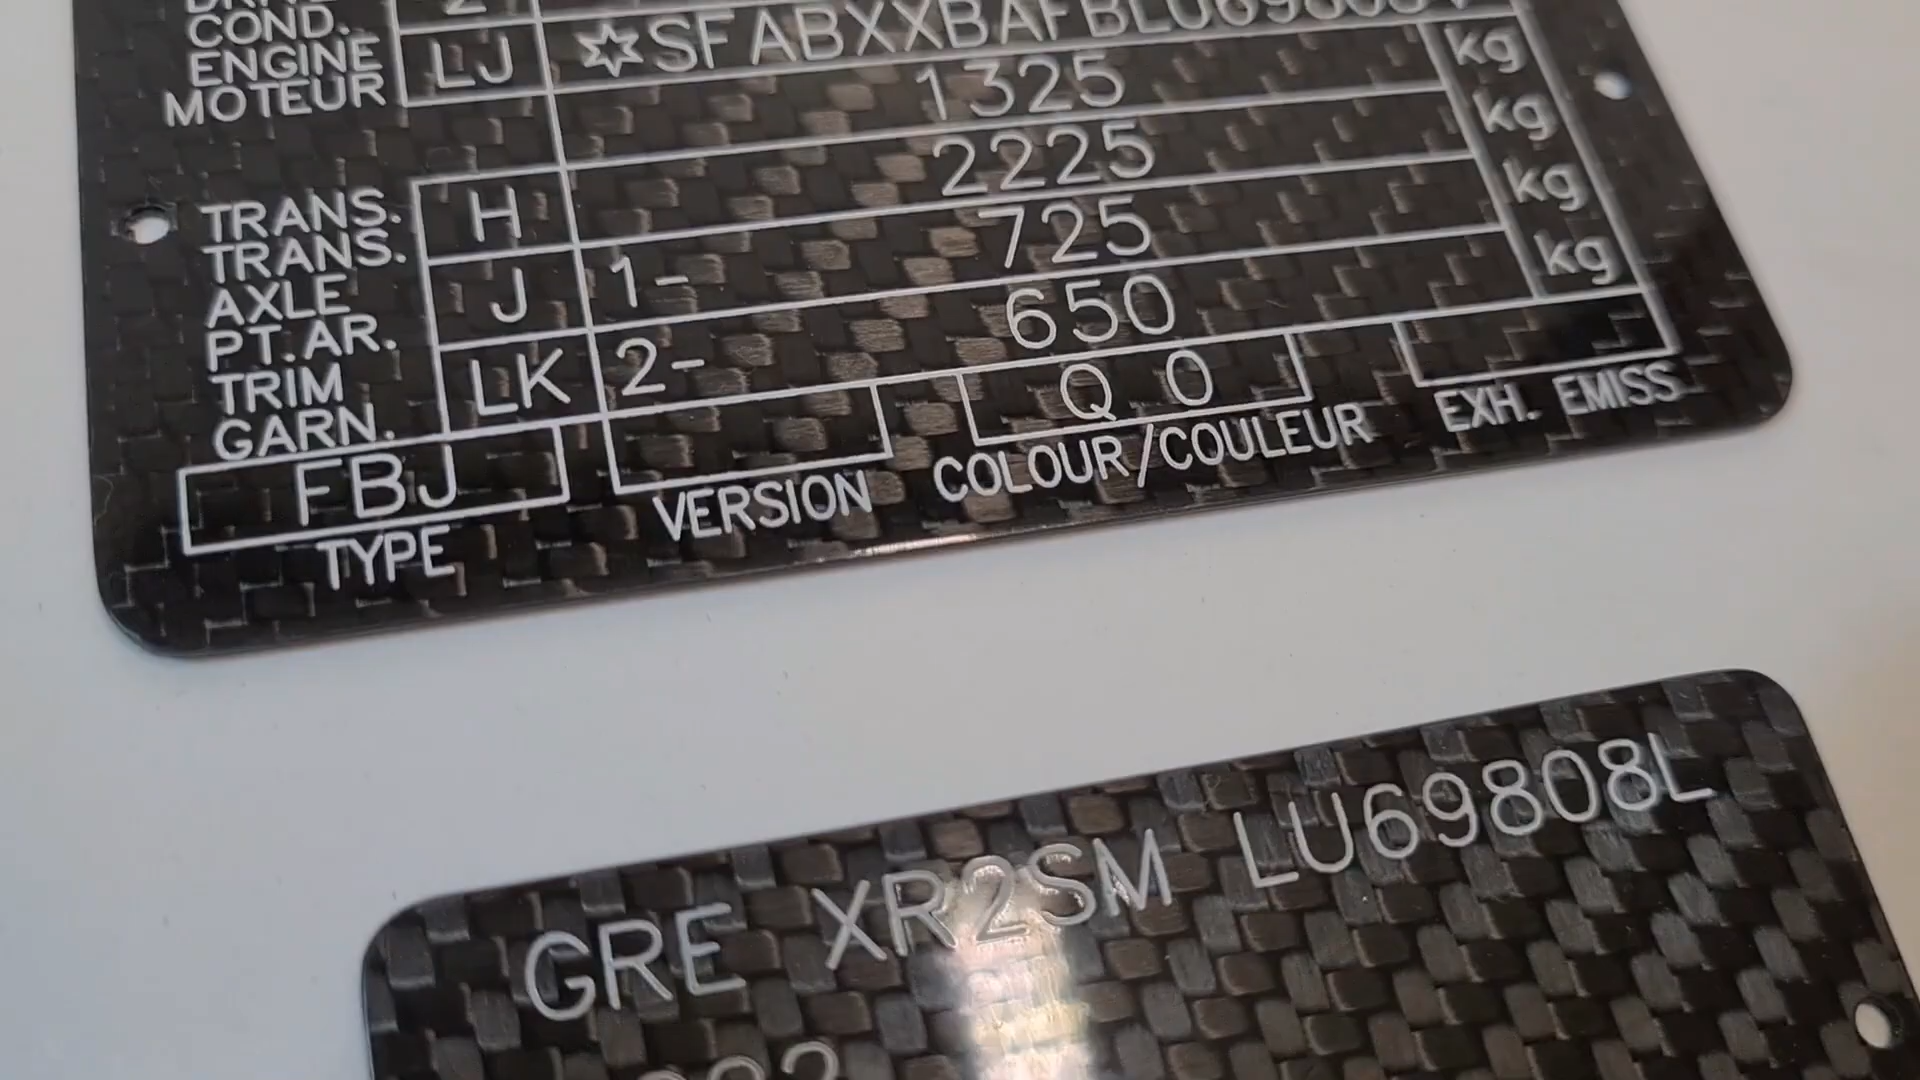 COND.
ENGINE
MOTEUR
LJ
SFABXXBAFBLU69808
1325 kg
2225 kg
TRANS.
TRANS.
H
1- 725 kg
AXLE
PT.AR.
J
2- 650 kg
TRIM
GARN.
LK
FBJ
TYPE
VERSION
Q O
COLOUR/COULEUR
EXH. EMISS
GRE XR2SM LU69808L